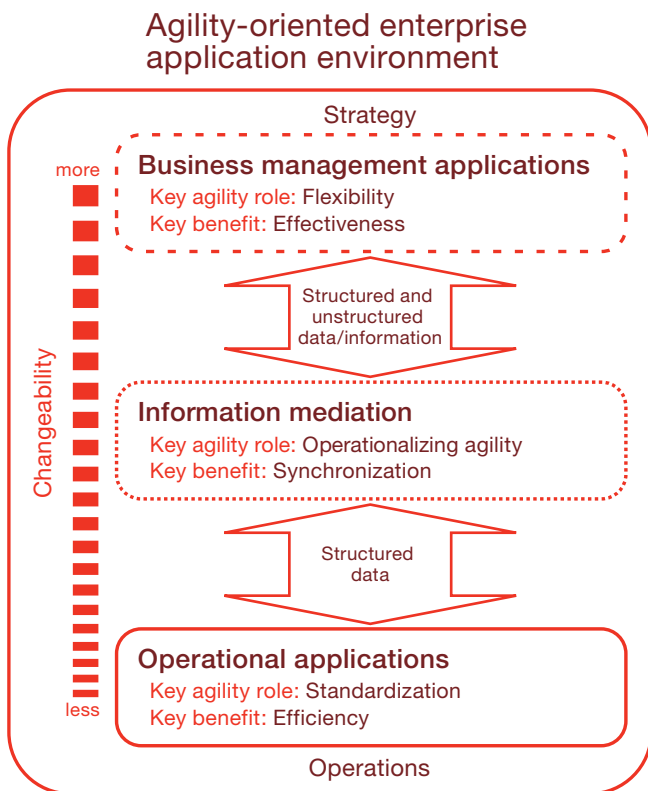 Agility-oriented enterprise
application environment
Strategy
more
Business management applications
Key agility role: Flexibility
Key benefit: Effectiveness
Structured and
unstructured
data/information
Changeability
Information mediation
Key agility role: Operationalizing agility
Key benefit: Synchronization
Structured
data
Operational applications
Key agility role: Standardization
Key benefit: Efficiency
less
Operations